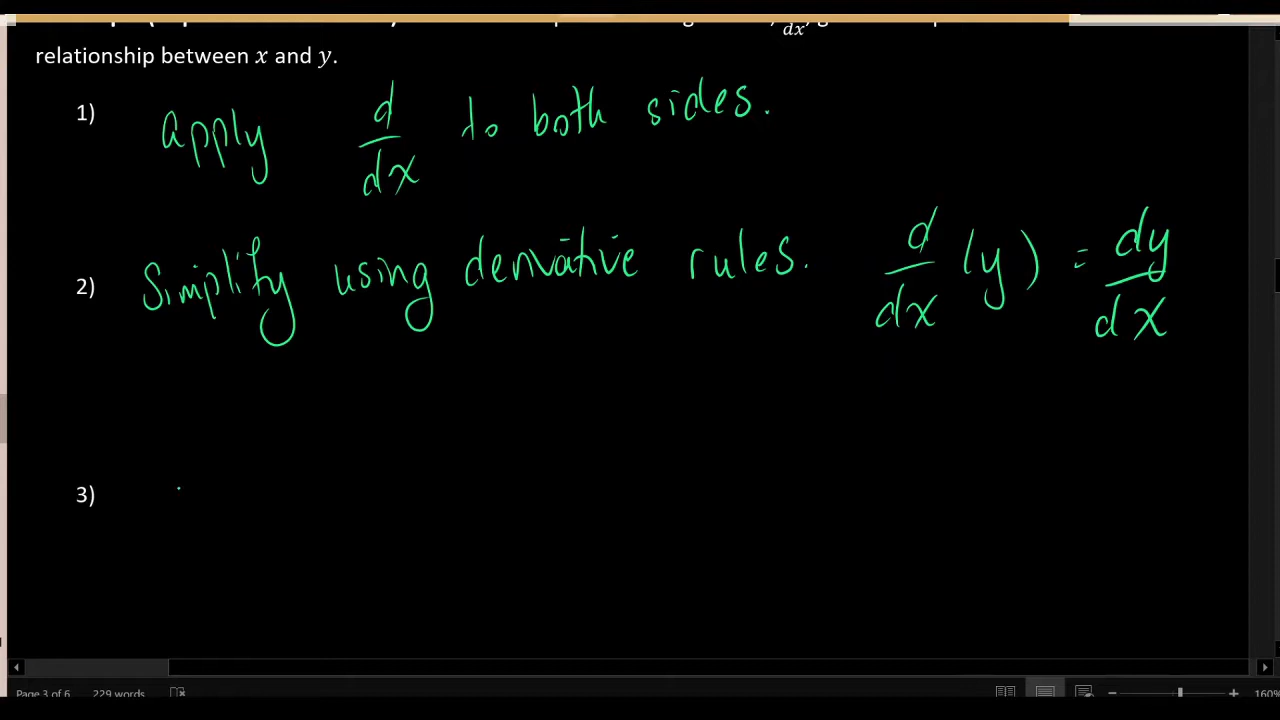 dx
relationship between x and y.
1) apply d/dx to both sides.
2) Simplify using derivative rules. d/dx (y) = dy/dx
3)
Page 3 of 6 229 words 160%